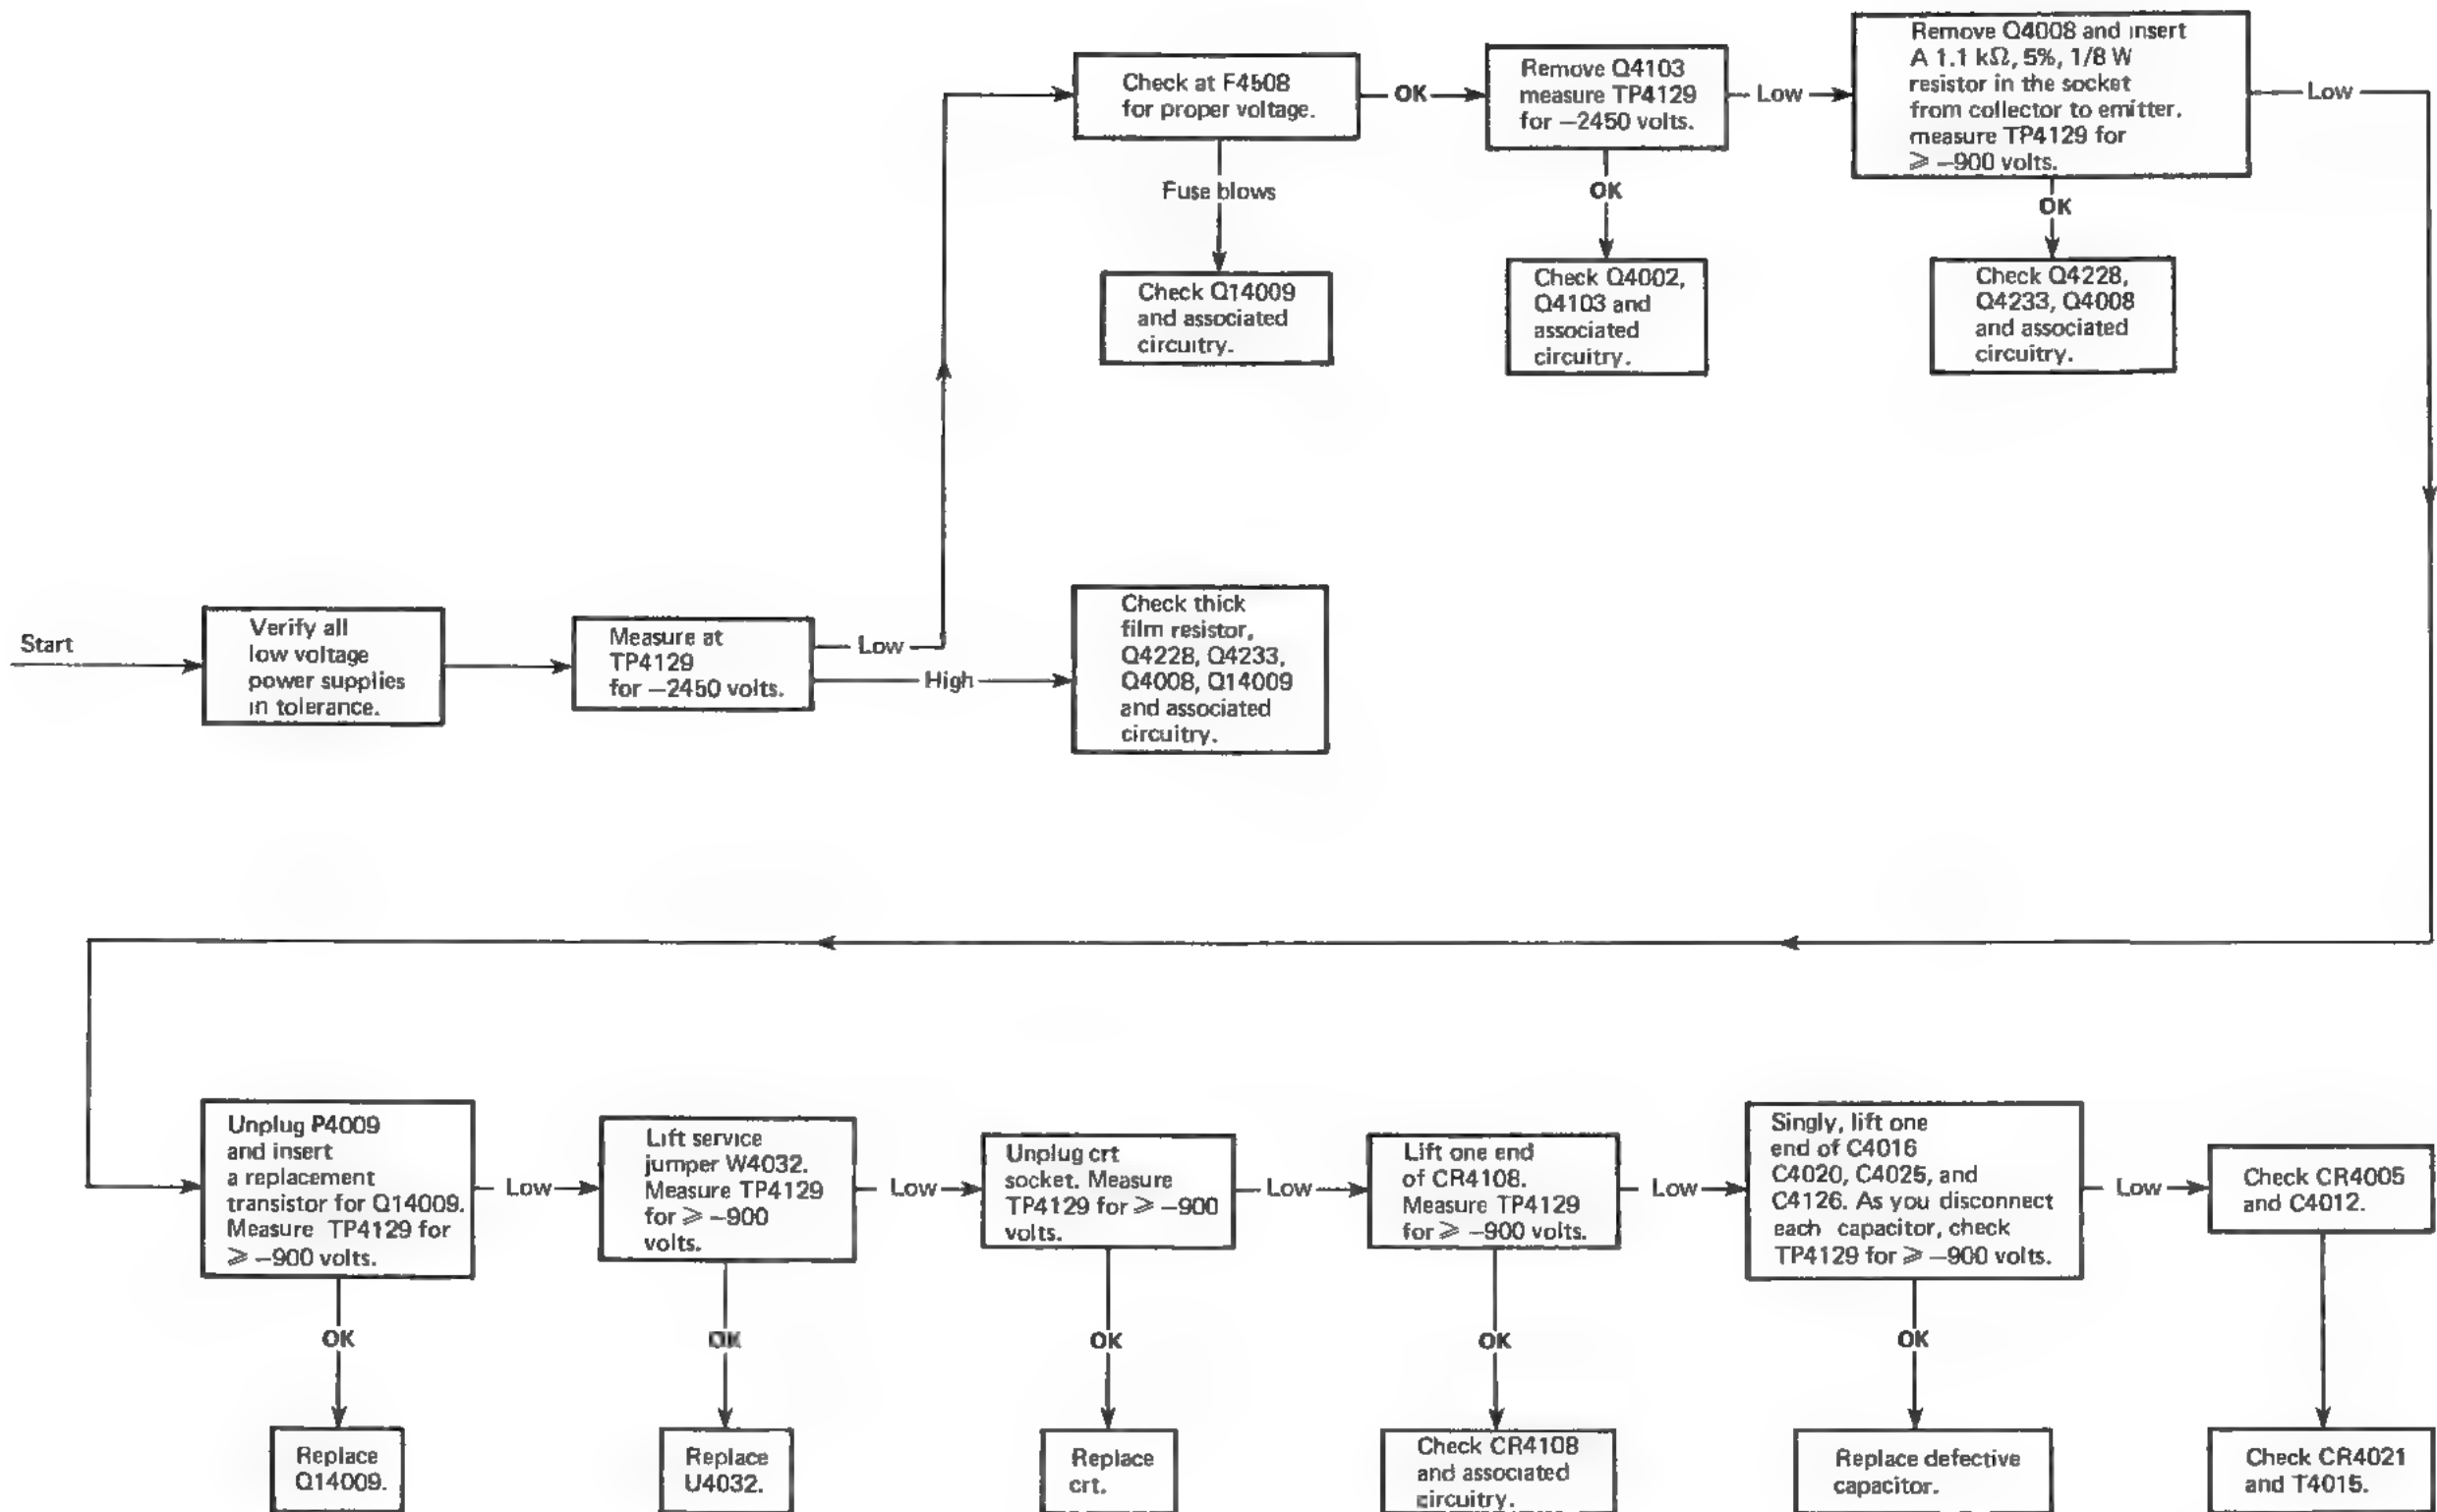 Check at F4508
for proper voltage.
OK
Remove Q4103
measure TP4129
for −2450 volts.
Low
Remove Q4008 and insert
A 1.1 kΩ, 5%, 1/8 W
resistor in the socket
from collector to emitter.
measure TP4129 for
⩾ −900 volts.
Low
Fuse blows
OK
OK
Check Q14009
and associated
circuitry.
Check Q4002,
Q4103 and
associated
circuitry.
Check Q4228,
Q4233, Q4008
and associated
circuitry.
Start
Verify all
low voltage
power supplies
in tolerance.
Measure at
TP4129
for −2450 volts.
Low
High
Check thick
film resistor,
Q4228, Q4233,
Q4008, Q14009
and associated
circuitry.
Unplug P4009
and insert
a replacement
transistor for Q14009.
Measure TP4129 for
⩾ −900 volts.
Low
Lift service
jumper W4032.
Measure TP4129
for ⩾ −900
volts.
Low
Unplug crt
socket. Measure
TP4129 for ⩾ −900
volts.
Low
Lift one end
of CR4108.
Measure TP4129
for ⩾ −900 volts.
Low
Singly, lift one
end of C4016
C4020, C4025, and
C4126. As you disconnect
each capacitor, check
TP4129 for ⩾ −900 volts.
Low
Check CR4005
and C4012.
OK
OK
OK
OK
OK
Replace
Q14009.
Replace
U4032.
Replace
crt.
Check CR4108
and associated
circuitry.
Replace defective
capacitor.
Check CR4021
and T4015.